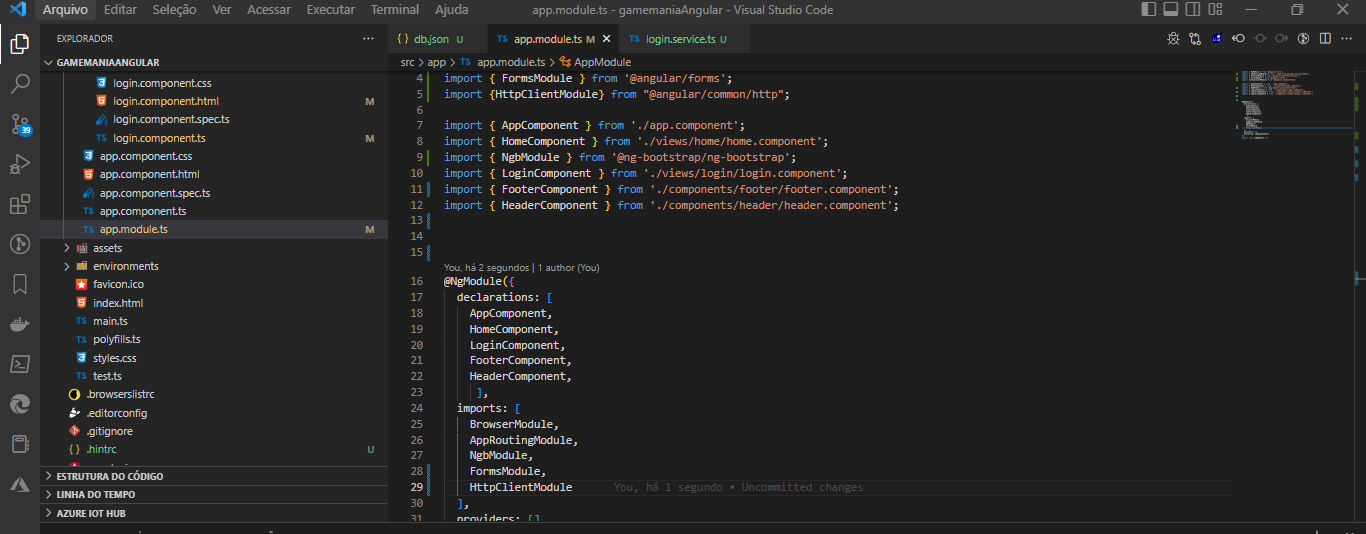 Arquivo Editar Seleção Ver Acessar Executar Terminal Ajuda app.module.ts - gamemaniaAngular - Visual Studio Code
EXPLORADOR ...
GAMEMANIAANGULAR
login.component.css
login.component.html M
login.component.spec.ts
TS login.component.ts M
app.component.css
app.component.html
app.component.spec.ts
TS app.component.ts
TS app.module.ts M
assets
environments
favicon.ico
index.html
TS main.ts
TS polyfills.ts
styles.css
TS test.ts
.browserslistrc
.editorconfig
.gitignore
{ } .hintrc U
ESTRUTURA DO CÓDIGO
LINHA DO TEMPO
AZURE IOT HUB
39
{ } db.json U TS app.module.ts M TS login.service.ts U
src > app > TS app.module.ts > AppModule
4 import { FormsModule } from '@angular/forms';
5 import {HttpClientModule} from "@angular/common/http";
6
7 import { AppComponent } from './app.component';
8 import { HomeComponent } from './views/home/home.component';
9 import { NgbModule } from '@ng-bootstrap/ng-bootstrap';
10 import { LoginComponent } from './views/login/login.component';
11 import { FooterComponent } from './components/footer/footer.component';
12 import { HeaderComponent } from './components/header/header.component';
13
14
15
You, há 2 segundos | 1 author (You)
16 @NgModule({
17 declarations: [
18 AppComponent,
19 HomeComponent,
20 LoginComponent,
21 FooterComponent,
22 HeaderComponent,
23 ],
24 imports: [
25 BrowserModule,
26 AppRoutingModule,
27 NgbModule,
28 FormsModule,
29 HttpClientModule You, há 1 segundo • Uncommitted changes
30 ],
31 providers: []